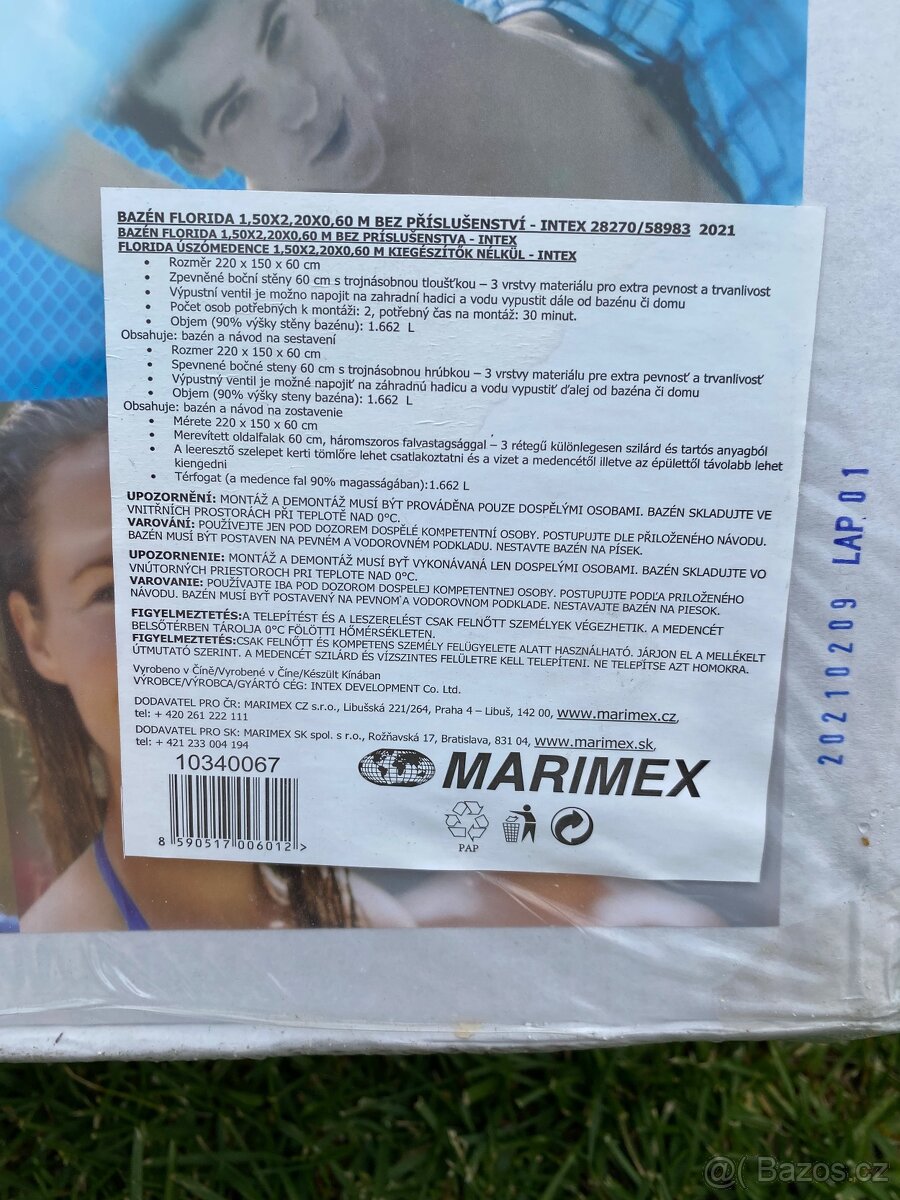 BAZÉN FLORIDA 1,50X2,20X0,60 M BEZ PŘÍSLUŠENSTVÍ - INTEX 28270/58983 2021
BAZÉN FLORIDA 1,50X2,20X0,60 M BEZ PRÍSLUŠENSTVA - INTEX
FLORIDA ÚSZÓMEDENCE 1,50X2,20X0,60 M KIEGÉSZÍTŐK NÉLKÜL - INTEX
• Rozměr 220 x 150 x 60 cm
• Zpevněné boční stěny 60 cm s trojnásobnou tloušťkou – 3 vrstvy materiálu pro extra pevnost a trvanlivost
• Výpustní ventil je možno napojit na zahradní hadici a vodu vypustit dále od bazénu či domu
• Počet osob potřebných k montáži: 2, potřebný čas na montáž: 30 minut.
• Objem (90% výšky stěny bazénu): 1.662 L
Obsahuje: bazén a návod na sestavení
• Rozmer 220 x 150 x 60 cm
• Spevnené bočné steny 60 cm s trojnásobnou hrúbkou – 3 vrstvy materiálu pre extra pevnosť a trvanlivosť
• Výpustný ventil je možné napojiť na záhradnú hadicu a vodu vypustiť ďalej od bazéna či domu
• Objem (90% výšky steny bazéna): 1.662 L
Obsahuje: bazén a návod na zostavenie
• Mérete 220 x 150 x 60 cm
• Merevített oldalfalak 60 cm, háromszoros falvastagsággal – 3 rétegű különlegesen szilárd és tartós anyagból
• A leeresztő szelepet kerti tömlőre lehet csatlakoztatni és a vizet a medencétől illetve az épülettől távolabb lehet
kiengedni
• Térfogat (a medence fal 90% magasságában):1.662 L
UPOZORNĚNÍ: MONTÁŽ A DEMONTÁŽ MUSÍ BÝT PROVÁDĚNA POUZE DOSPĚLÝMI OSOBAMI. BAZÉN SKLADUJTE VE
VNITŘNÍCH PROSTORÁCH PŘI TEPLOTĚ NAD 0°C.
VAROVÁNÍ: POUŽÍVEJTE JEN POD DOZOREM DOSPĚLÉ KOMPETENTNÍ OSOBY. POSTUPUJTE DLE PŘILOŽENÉHO NÁVODU.
BAZÉN MUSÍ BÝT POSTAVEN NA PEVNÉM A VODOROVNÉM PODKLADU. NESTAVTE BAZÉN NA PÍSEK.
UPOZORNENIE: MONTÁŽ A DEMONTÁŽ MUSÍ BYŤ VYKONÁVANÁ LEN DOSPELÝMI OSOBAMI. BAZÉN SKLADUJTE VO
VNÚTORNÝCH PRIESTOROCH PRI TEPLOTE NAD 0°C.
VAROVANIE: POUŽÍVAJTE IBA POD DOZOROM DOSPELEJ KOMPETENTNEJ OSOBY. POSTUPUJTE PODĽA PRILOŽENÉHO
NÁVODU. BAZÉN MUSÍ BYŤ POSTAVENÝ NA PEVNOM A VODOROVNOM PODKLADE. NESTAVAJTE BAZÉN NA PIESOK.
FIGYELMEZTETÉS:A TELEPÍTÉST ÉS A LESZERELÉST CSAK FELNŐTT SZEMÉLYEK VÉGEZHETIK. A MEDENCÉT
BELSŐTÉRBEN TÁROLJA 0°C FÖLÖTTI HŐMÉRSÉKLETEN.
FIGYELMEZTETÉS:CSAK FELNŐTT ÉS KOMPETENS SZEMÉLY FELÜGYELETE ALATT HASZNÁLHATÓ. JÁRJON EL A MELLÉKELT
ÚTMUTATÓ SZERINT. A MEDENCÉT SZILÁRD ÉS VÍZSZINTES FELÜLETRE KELL TELEPÍTENI. NE TELEPÍTSE AZT HOMOKRA.
Vyrobeno v Číně/Vyrobené v Číne/Készült Kínában
VÝROBCE/VÝROBCA/GYÁRTÓ CÉG: INTEX DEVELOPMENT Co. Ltd.
DODAVATEL PRO ČR: MARIMEX CZ s.r.o., Libušská 221/264, Praha 4 – Libuš, 142 00, www.marimex.cz,
tel: + 420 261 222 111
DODAVATEL PRO SK: MARIMEX SK spol. s r.o., Rožňavská 17, Bratislava, 831 04, www.marimex.sk,
tel: + 421 233 004 194
10340067
MARIMEX
PAP
8 590517 006012 >
20210209 LAP 01
@( Bazos.cz